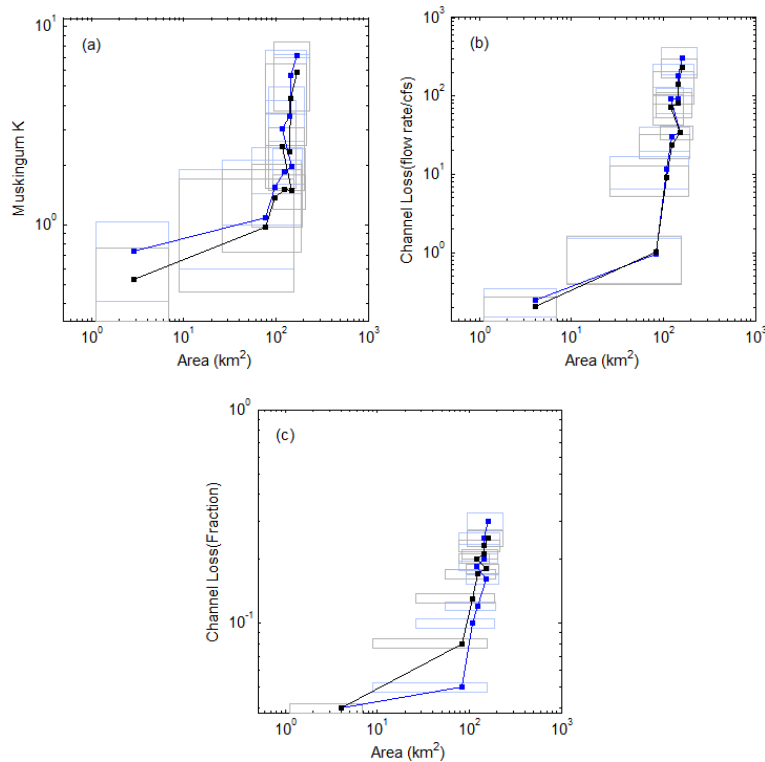 (a)
Muskingum K
10^1
10^0
10^0 10^1 10^2 10^3
Area (km^2)
(b)
Channel Loss(flow rate/cfs)
10^3
10^2
10^1
10^0
10^0 10^1 10^2 10^3
Area (km^2)
(c)
Channel Loss(Fraction)
10^0
10^-1
10^0 10^1 10^2 10^3
Area (km^2)